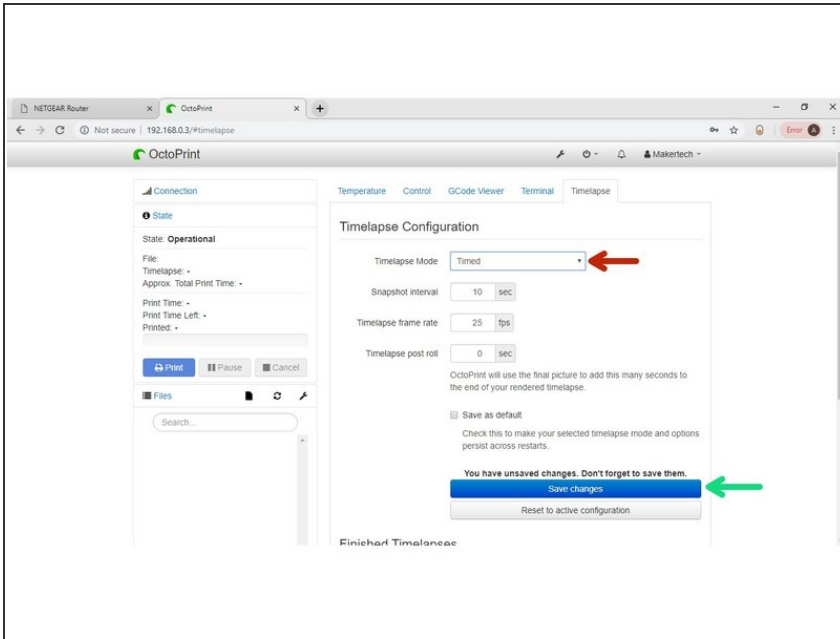 NETGEAR Router
OctoPrint
Not secure | 192.168.0.3/#timelapse
Error A
OctoPrint
Makertech
Connection
State
State: Operational
File:
Timelapse: -
Approx. Total Print Time: -
Print Time: -
Print Time Left: -
Printed: -
Print Pause Cancel
Files
Search...
Temperature Control GCode Viewer Terminal Timelapse
Timelapse Configuration
Timelapse Mode Timed
Snapshot interval 10 sec
Timelapse frame rate 25 fps
Timelapse post roll 0 sec
OctoPrint will use the final picture to add this many seconds to
the end of your rendered timelapse.
Save as default
Check this to make your selected timelapse mode and options
persist across restarts.
You have unsaved changes. Don't forget to save them.
Save changes
Reset to active configuration
Finished Timelapses